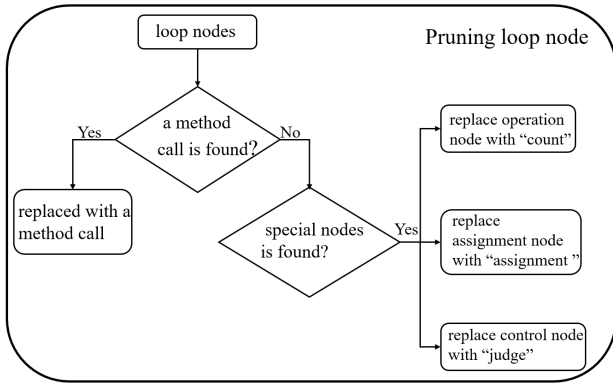 Pruning loop node
loop nodes
a method
call is found?
Yes
No
replaced with a
method call
special nodes
is found?
Yes
replace operation
node with “count”
replace
assignment node
with “assignment ”
replace control node
with “judge”